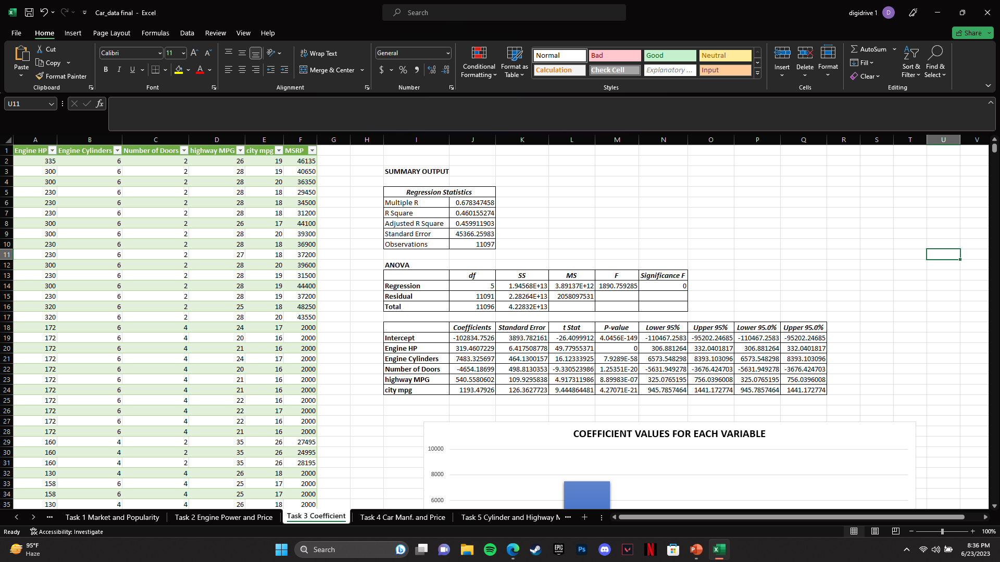 Car_data final - Excel
Search
digidrive 1
D
File Home Insert Page Layout Formulas Data Review View Help
Share
Paste
Cut
Copy
Format Painter
Clipboard
Calibri 11
B I U
Font
Wrap Text
Merge & Center
Alignment
General
$ % ,
Number
Conditional Formatting
Format as Table
Normal Bad Good Neutral
Calculation Check Cell Explanatory ... Input
Styles
Insert Delete Format
Cells
AutoSum
Fill
Clear
Sort & Filter
Find & Select
Editing
U11
fx
A B C D E F G H I J K L M N O P Q R S T U V
1 Engine HP Engine Cylinders Number of Doors highway MPG city mpg MSRP
2 335 6 2 26 19 46135
3 300 6 2 28 19 40650 SUMMARY OUTPUT
4 300 6 2 28 20 36350
5 230 6 2 28 18 29450 Regression Statistics
6 230 6 2 28 18 34500 Multiple R 0.678347458
7 230 6 2 28 18 31200 R Square 0.460155274
8 300 6 2 26 17 44100 Adjusted R Square 0.459911903
9 300 6 2 28 20 39300 Standard Error 45366.25983
10 230 6 2 28 18 36900 Observations 11097
11 230 6 2 27 18 37200
12 300 6 2 28 20 39600 ANOVA
13 230 6 2 28 19 31500 df SS MS F Significance F
14 300 6 2 28 19 44400 Regression 5 1.94568E+13 3.89137E+12 1890.759285 0
15 230 6 2 28 19 37200 Residual 11091 2.28264E+13 2058097531
16 320 6 2 25 18 48250 Total 11096 4.22832E+13
17 320 6 2 28 20 43550
18 172 6 4 24 17 2000 Coefficients Standard Error t Stat P-value Lower 95% Upper 95% Lower 95.0% Upper 95.0%
19 172 6 4 20 16 2000 Intercept -102834.7526 3893.782161 -26.4099912 4.0456E-149 -110467.2583 -95202.24685 -110467.2583 -95202.24685
20 172 6 4 21 16 2000 Engine HP 319.4607229 6.417508778 49.77955371 0 306.881264 332.0401817 306.881264 332.0401817
21 172 6 4 24 17 2000 Engine Cylinders 7483.325697 464.1300157 16.12333925 7.9289E-58 6573.548298 8393.103096 6573.548298 8393.103096
22 172 6 4 20 16 2000 Number of Doors -4654.18699 498.8130353 -9.330523986 1.25351E-20 -5631.949278 -3676.424703 -5631.949278 -3676.424703
23 172 6 4 21 16 2000 highway MPG 540.5580602 109.9295838 4.917311986 8.89983E-07 325.0765195 756.0396008 325.0765195 756.0396008
24 172 6 4 21 16 2000 city mpg 1193.47926 126.3627723 9.444864481 4.27071E-21 945.7857464 1441.172774 945.7857464 1441.172774
25 172 6 4 22 16 2000
26 172 6 4 22 17 2000
27 172 6 4 22 16 2000
28 172 6 4 21 16 2000
29 160 4 2 35 26 27495
30 160 4 2 35 26 24995
31 160 4 2 35 26 28195
32 130 4 4 26 18 2000
33 158 6 4 25 17 2000
34 158 6 4 25 17 2000
35 130 4 4 26 18 2000
COEFFICIENT VALUES FOR EACH VARIABLE
10000
8000
6000
Task 1 Market and Popularity Task 2 Engine Power and Price Task 3 Coefficient Task 4 Car Manf. and Price Task 5 Cylinder and Highway M
Ready Accessibility: Investigate
100%
95°F
Haze
Search
EPIC GAMES
Ps
8:36 PM
6/23/2023